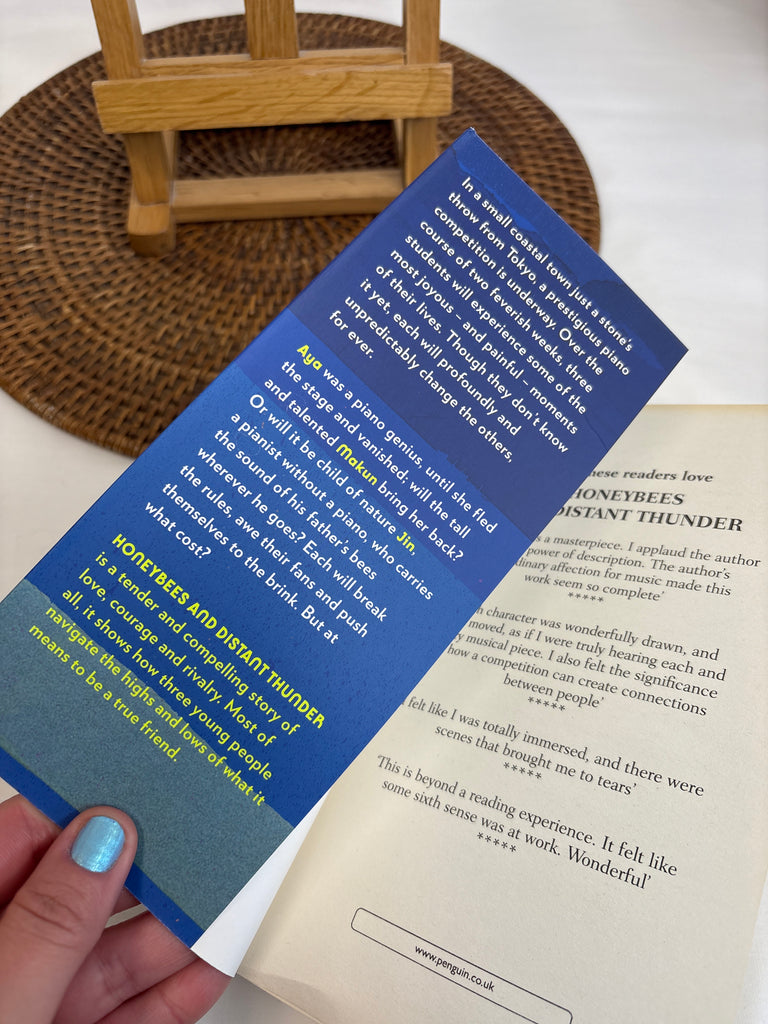 In a small coastal town just a stone's
throw from Tokyo, a prestigious piano
competition is underway. Over the
course of two feverish weeks, three
students will experience some of the
most joyous – and painful – moments
of their lives. Though they don't know
it yet, each will profoundly and
unpredictably change the others,
for ever.
Aya was a piano genius, until she fled
the stage and vanished; will the tall
and talented Makun bring her back?
Or will it be child of nature Jin,
a pianist without a piano, who carries
the sound of his father's bees
wherever he goes? Each will break
the rules, awe their fans and push
themselves to the brink. But at
what cost?
HONEYBEES AND DISTANT THUNDER
is a tender and compelling story of
love, courage and rivalry. Most of
all, it shows how three young people
navigate the highs and lows of what it
means to be a true friend.
hese readers love
HONEYBEES
DISTANT THUNDER
s a masterpiece. I applaud the author
power of description. The author's
dinary affection for music made this
work seem so complete'
*****
character was wonderfully drawn, and
moved, as if I were truly hearing each and
y musical piece. I also felt the significance
how a competition can create connections
between people'
*****
felt like I was totally immersed, and there were
scenes that brought me to tears'
*****
'This is beyond a reading experience. It felt like
some sixth sense was at work. Wonderful'
*****
www.penguin.co.uk